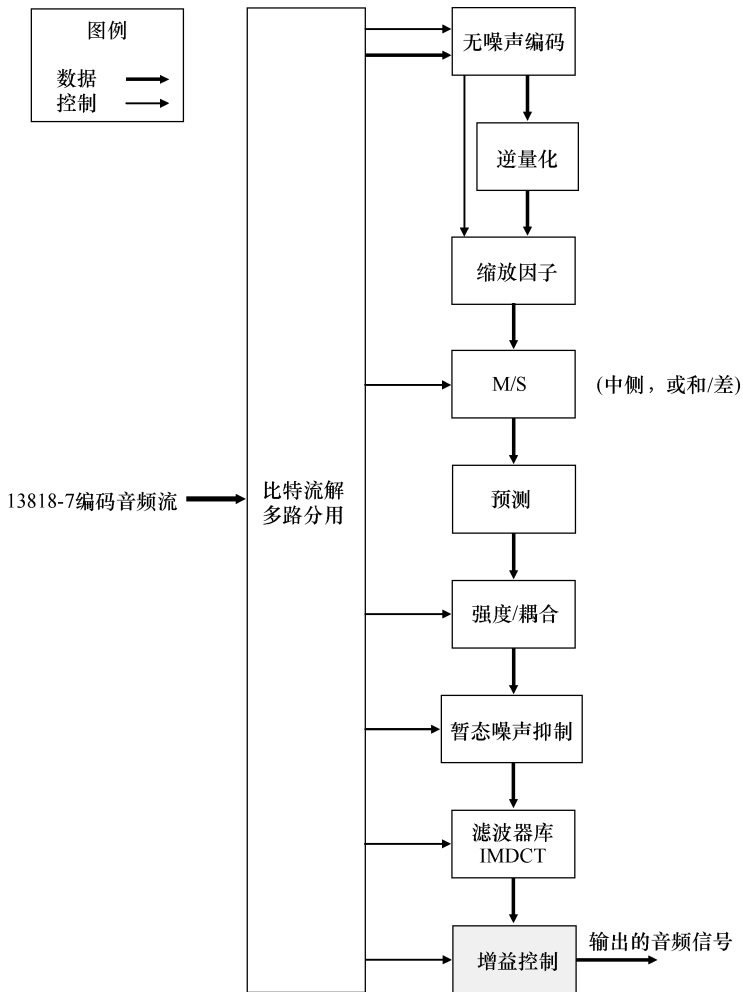 图例
数据
控制
无噪声编码
逆量化
缩放因子
M/S
(中侧，或和/差)
13818-7编码音频流
比特流解
多路分用
预测
强度/耦合
暂态噪声抑制
滤波器库
IMDCT
增益控制
输出的音频信号